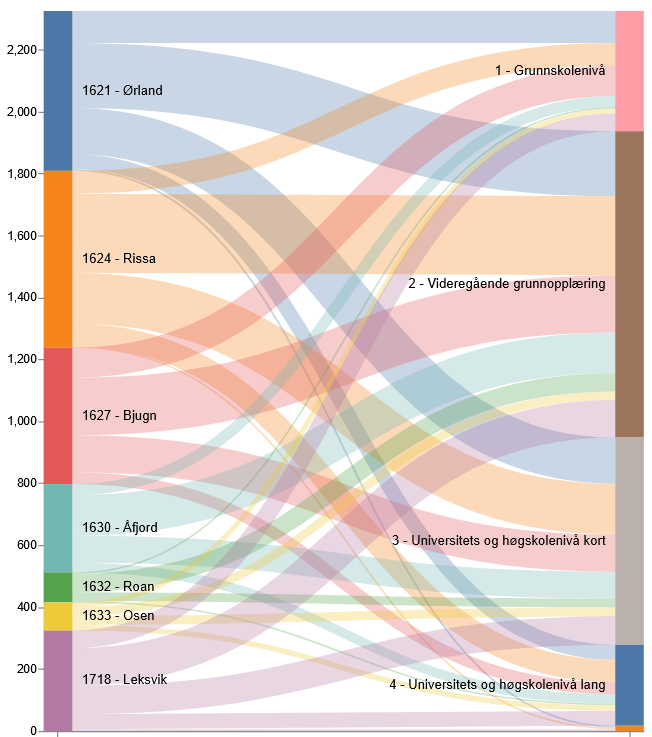 2,200
2,000
1,800
1,600
1,400
1,200
1,000
800
600
400
200
0
1621 - Ørland
1624 - Rissa
1627 - Bjugn
1630 - Åfjord
1632 - Roan
1633 - Osen
1718 - Leksvik
1 - Grunnskolenivå
2 - Videregående grunnopplæring
3 - Universitets og høgskolenivå kort
4 - Universitets og høgskolenivå lang